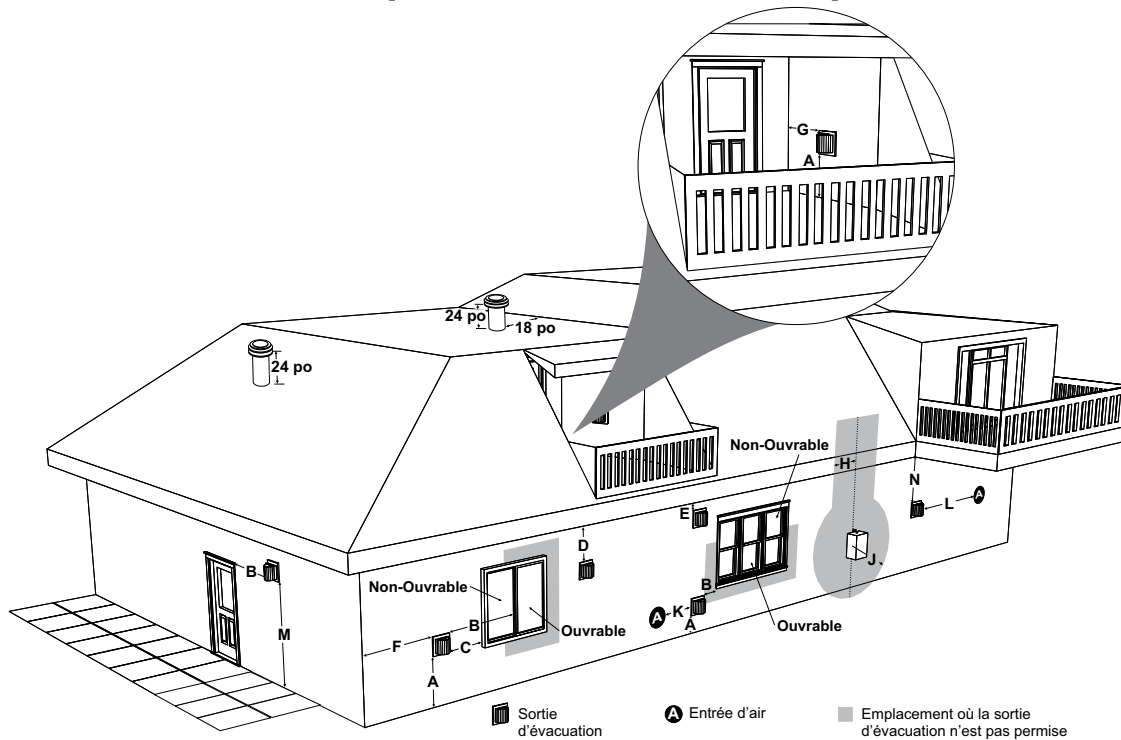 G
A
24 po
18 po
24 po
Non-Ouvrable
H
N
L
A
E
D
B
J
Non-Ouvrable
B
B
K
A
A
M
F
C
Ouvrable
Ouvrable
A
Sortie
d'évacuation
A Entrée d'air
Emplacement où la sortie
d'évacuation n'est pas permise